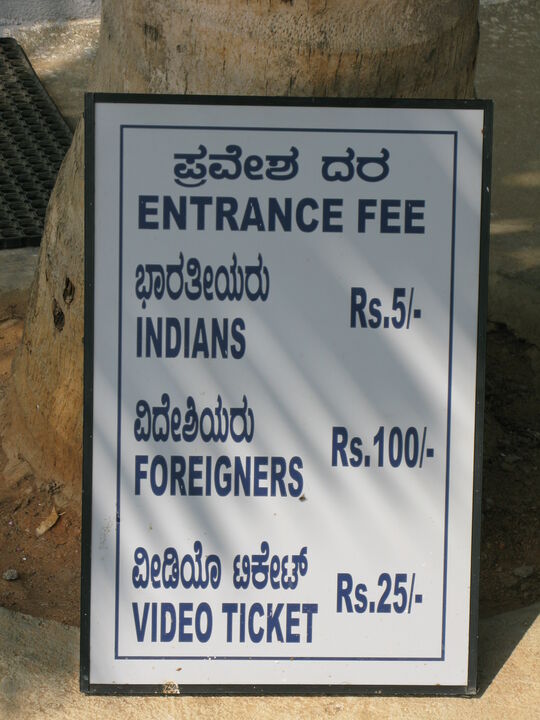 ಪ್ರವೇಶ ದರ
ENTRANCE FEE
ಭಾರತೀಯರು
INDIANS Rs.5/-
ವಿದೇಶಿಯರು
FOREIGNERS Rs.100/-
ವೀಡಿಯೊ ಟಿಕೇಟ್
VIDEO TICKET Rs.25/-